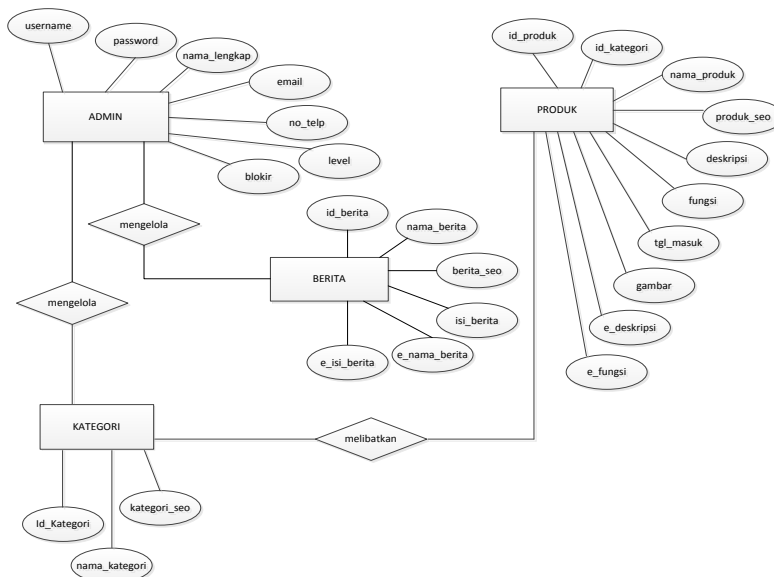 username
password
nama_lengkap
email
no_telp
level
blokir
ADMIN
id_produk
id_kategori
nama_produk
produk_seo
deskripsi
fungsi
tgl_masuk
gambar
e_deskripsi
e_fungsi
PRODUK
mengelola
id_berita
nama_berita
berita_seo
isi_berita
e_nama_berita
e_isi_berita
BERITA
mengelola
KATEGORI
melibatkan
Id_Kategori
kategori_seo
nama_kategori